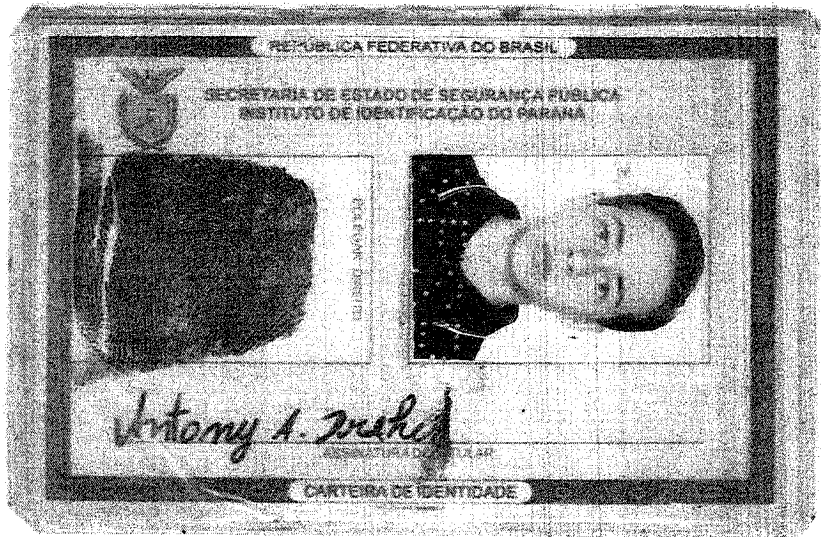 REPÚBLICA FEDERATIVA DO BRASIL
SECRETARIA DE ESTADO DE SEGURANÇA PÚBLICA
INSTITUTO DE IDENTIFICAÇÃO DO PARANÁ
POLEGAR DIREITO
Antony A.
ASSINATURA DO TITULAR
CARTEIRA DE IDENTIDADE